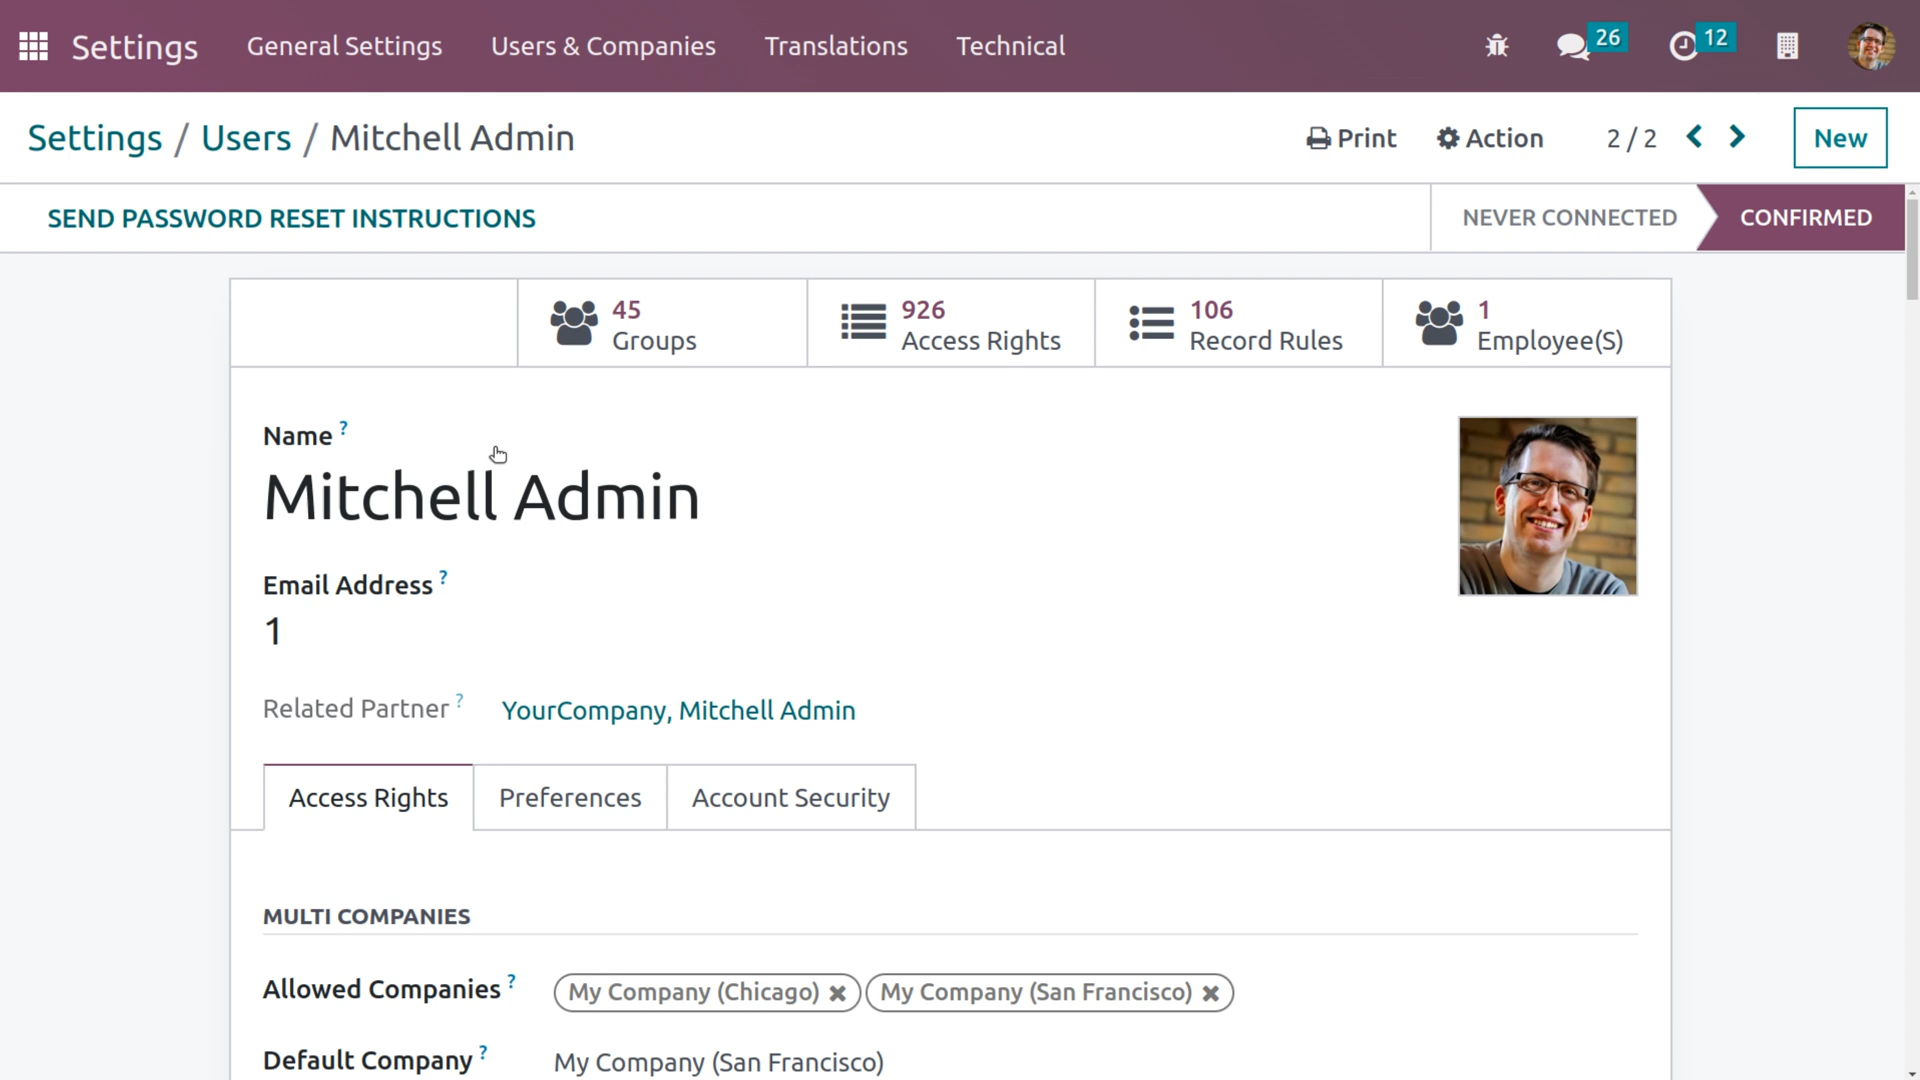 Settings General Settings Users & Companies Translations Technical 26 12
Settings / Users / Mitchell Admin Print Action 2 / 2 New
SEND PASSWORD RESET INSTRUCTIONS NEVER CONNECTED CONFIRMED
45 926 106 1
Groups Access Rights Record Rules Employee(S)
Name ?
Mitchell Admin
Email Address ?
1
Related Partner ? YourCompany, Mitchell Admin
Access Rights Preferences Account Security
MULTI COMPANIES
Allowed Companies ? My Company (Chicago) My Company (San Francisco)
Default Company ? My Company (San Francisco)